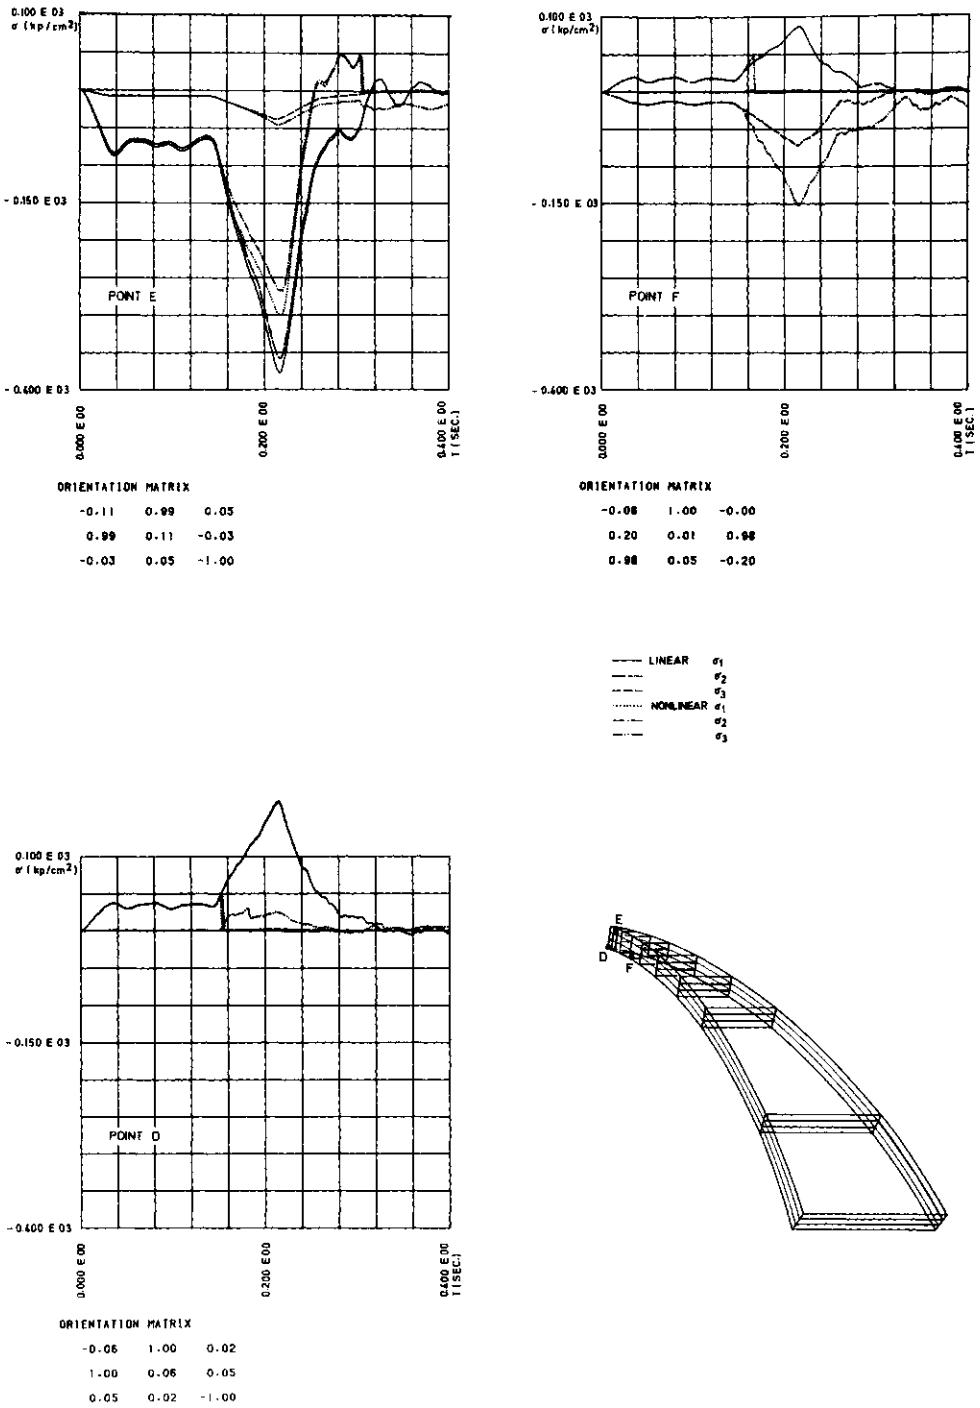 0.100 E 03
σ (kp/cm²)
- 0.150 E 03
POINT E
- 0.400 E 03
0.000 E 00
0.200 E 00
0.400 E 00
T (SEC.)
ORIENTATION MATRIX
-0.11 0.99 0.05
0.99 0.11 -0.03
-0.03 0.05 -1.00
0.100 E 03
σ (kp/cm²)
- 0.150 E 03
POINT F
- 0.400 E 03
0.000 E 00
0.200 E 00
0.400 E 00
T (SEC.)
ORIENTATION MATRIX
-0.06 1.00 -0.00
0.20 0.01 0.98
0.98 0.05 -0.20
LINEAR σ1
σ2
σ3
NONLINEAR σ1
σ2
σ3
0.100 E 03
σ (kp/cm²)
- 0.150 E 03
POINT D
- 0.400 E 03
0.000 E 00
0.200 E 00
0.400 E 00
T (SEC.)
ORIENTATION MATRIX
-0.06 1.00 0.02
1.00 0.06 0.05
0.05 0.02 -1.00
E
D
F